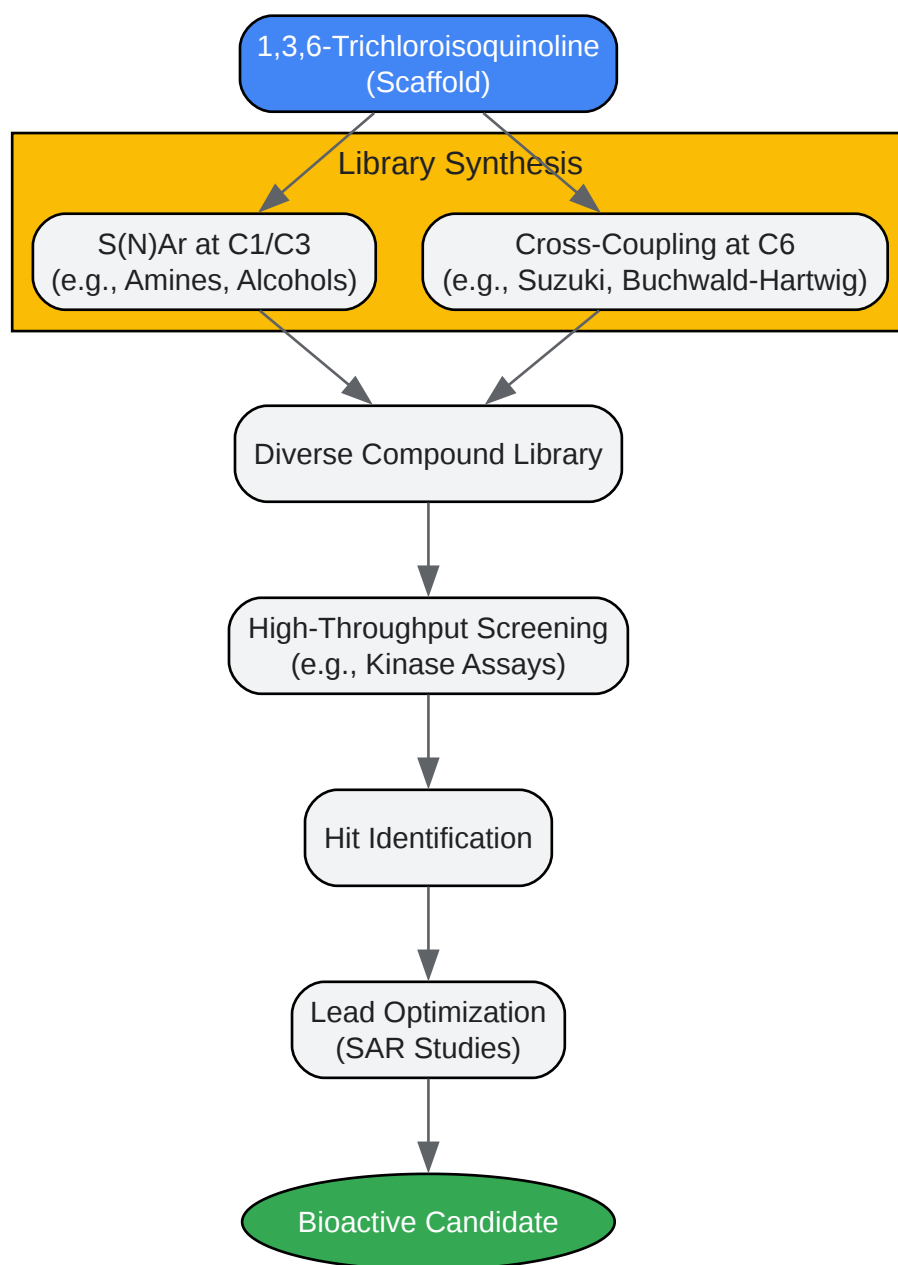 1,3,6-Trichloroisoquinoline
(Scaffold)
Library Synthesis
S(N)Ar at C1/C3
(e.g., Amines, Alcohols)
Cross-Coupling at C6
(e.g., Suzuki, Buchwald-Hartwig)
Diverse Compound Library
High-Throughput Screening
(e.g., Kinase Assays)
Hit Identification
Lead Optimization
(SAR Studies)
Bioactive Candidate